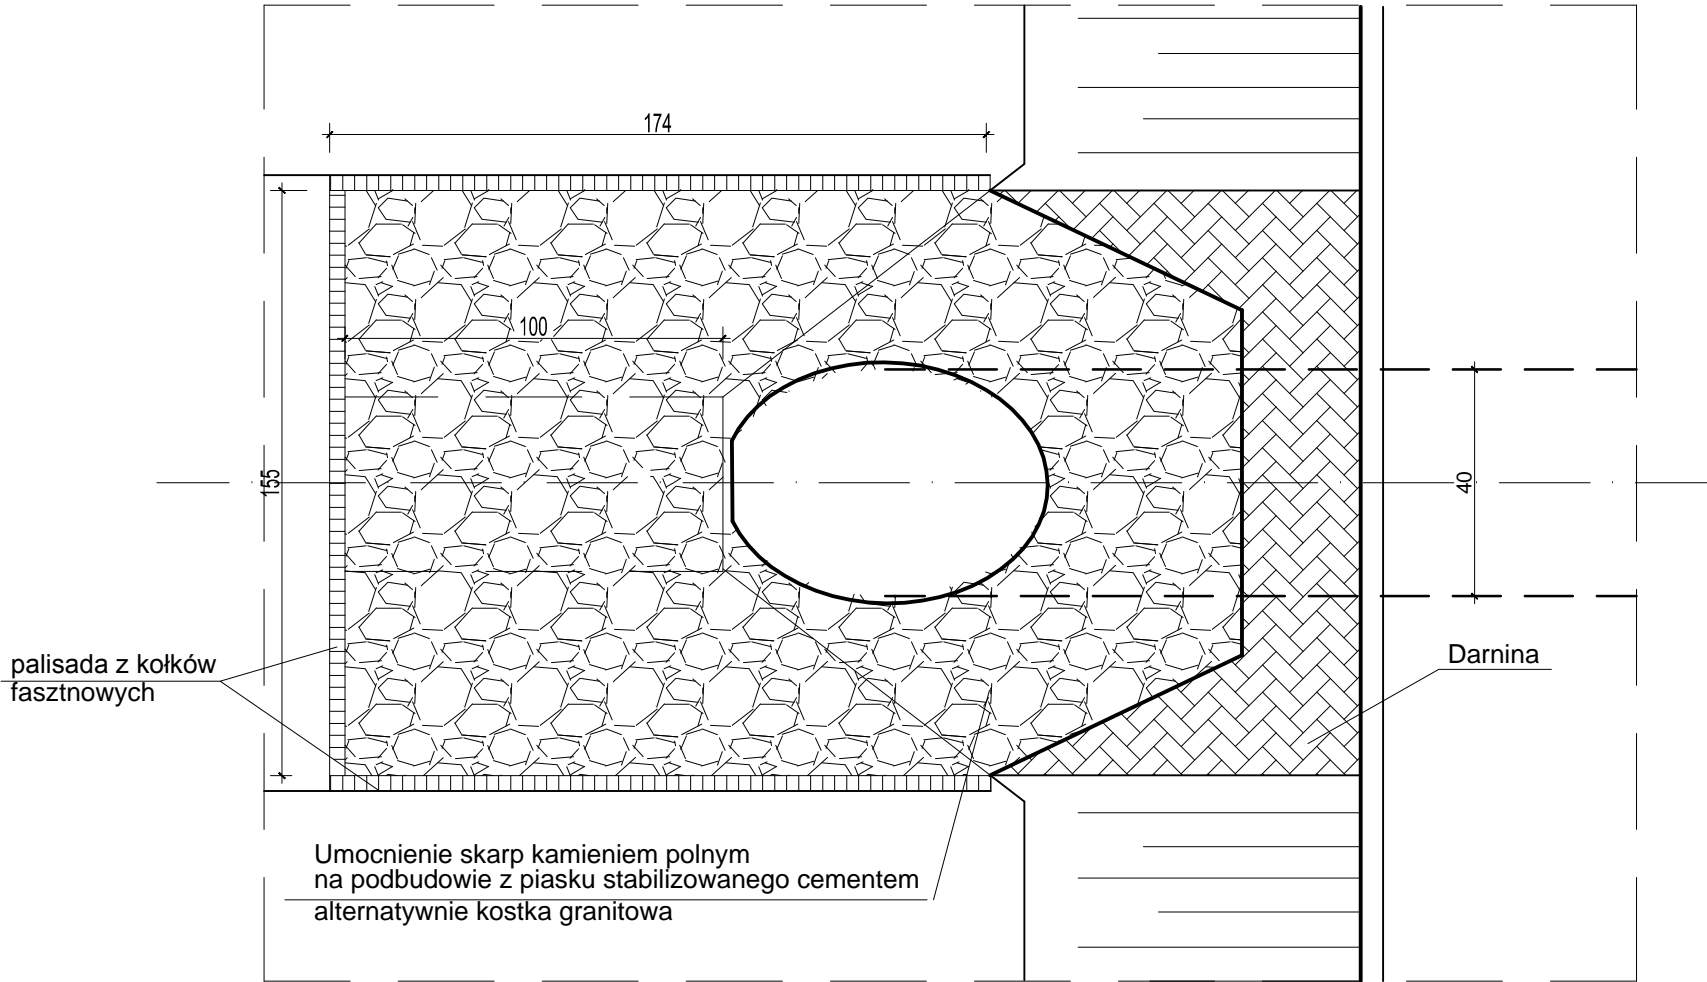 174
100
155
40
palisada z kołków
fasztnowych
Darnina
Umocnienie skarp kamieniem polnym
na podbudowie z piasku stabilizowanego cementem
alternatywnie kostka granitowa